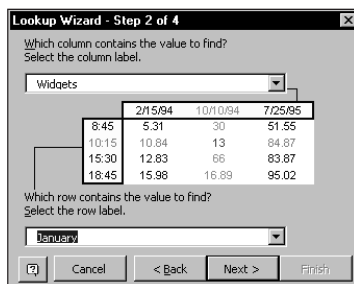 Lookup Wizard - Step 2 of 4
Which column contains the value to find?
Select the column label.
Widgets
2/15/94 10/10/94 7/25/95
8:45 5.31 30 51.55
10:15 10.84 13 84.87
15:30 12.83 66 83.87
18:45 15.98 16.89 95.02
Which row contains the value to find?
Select the row label.
January
Cancel < Back Next > Finish